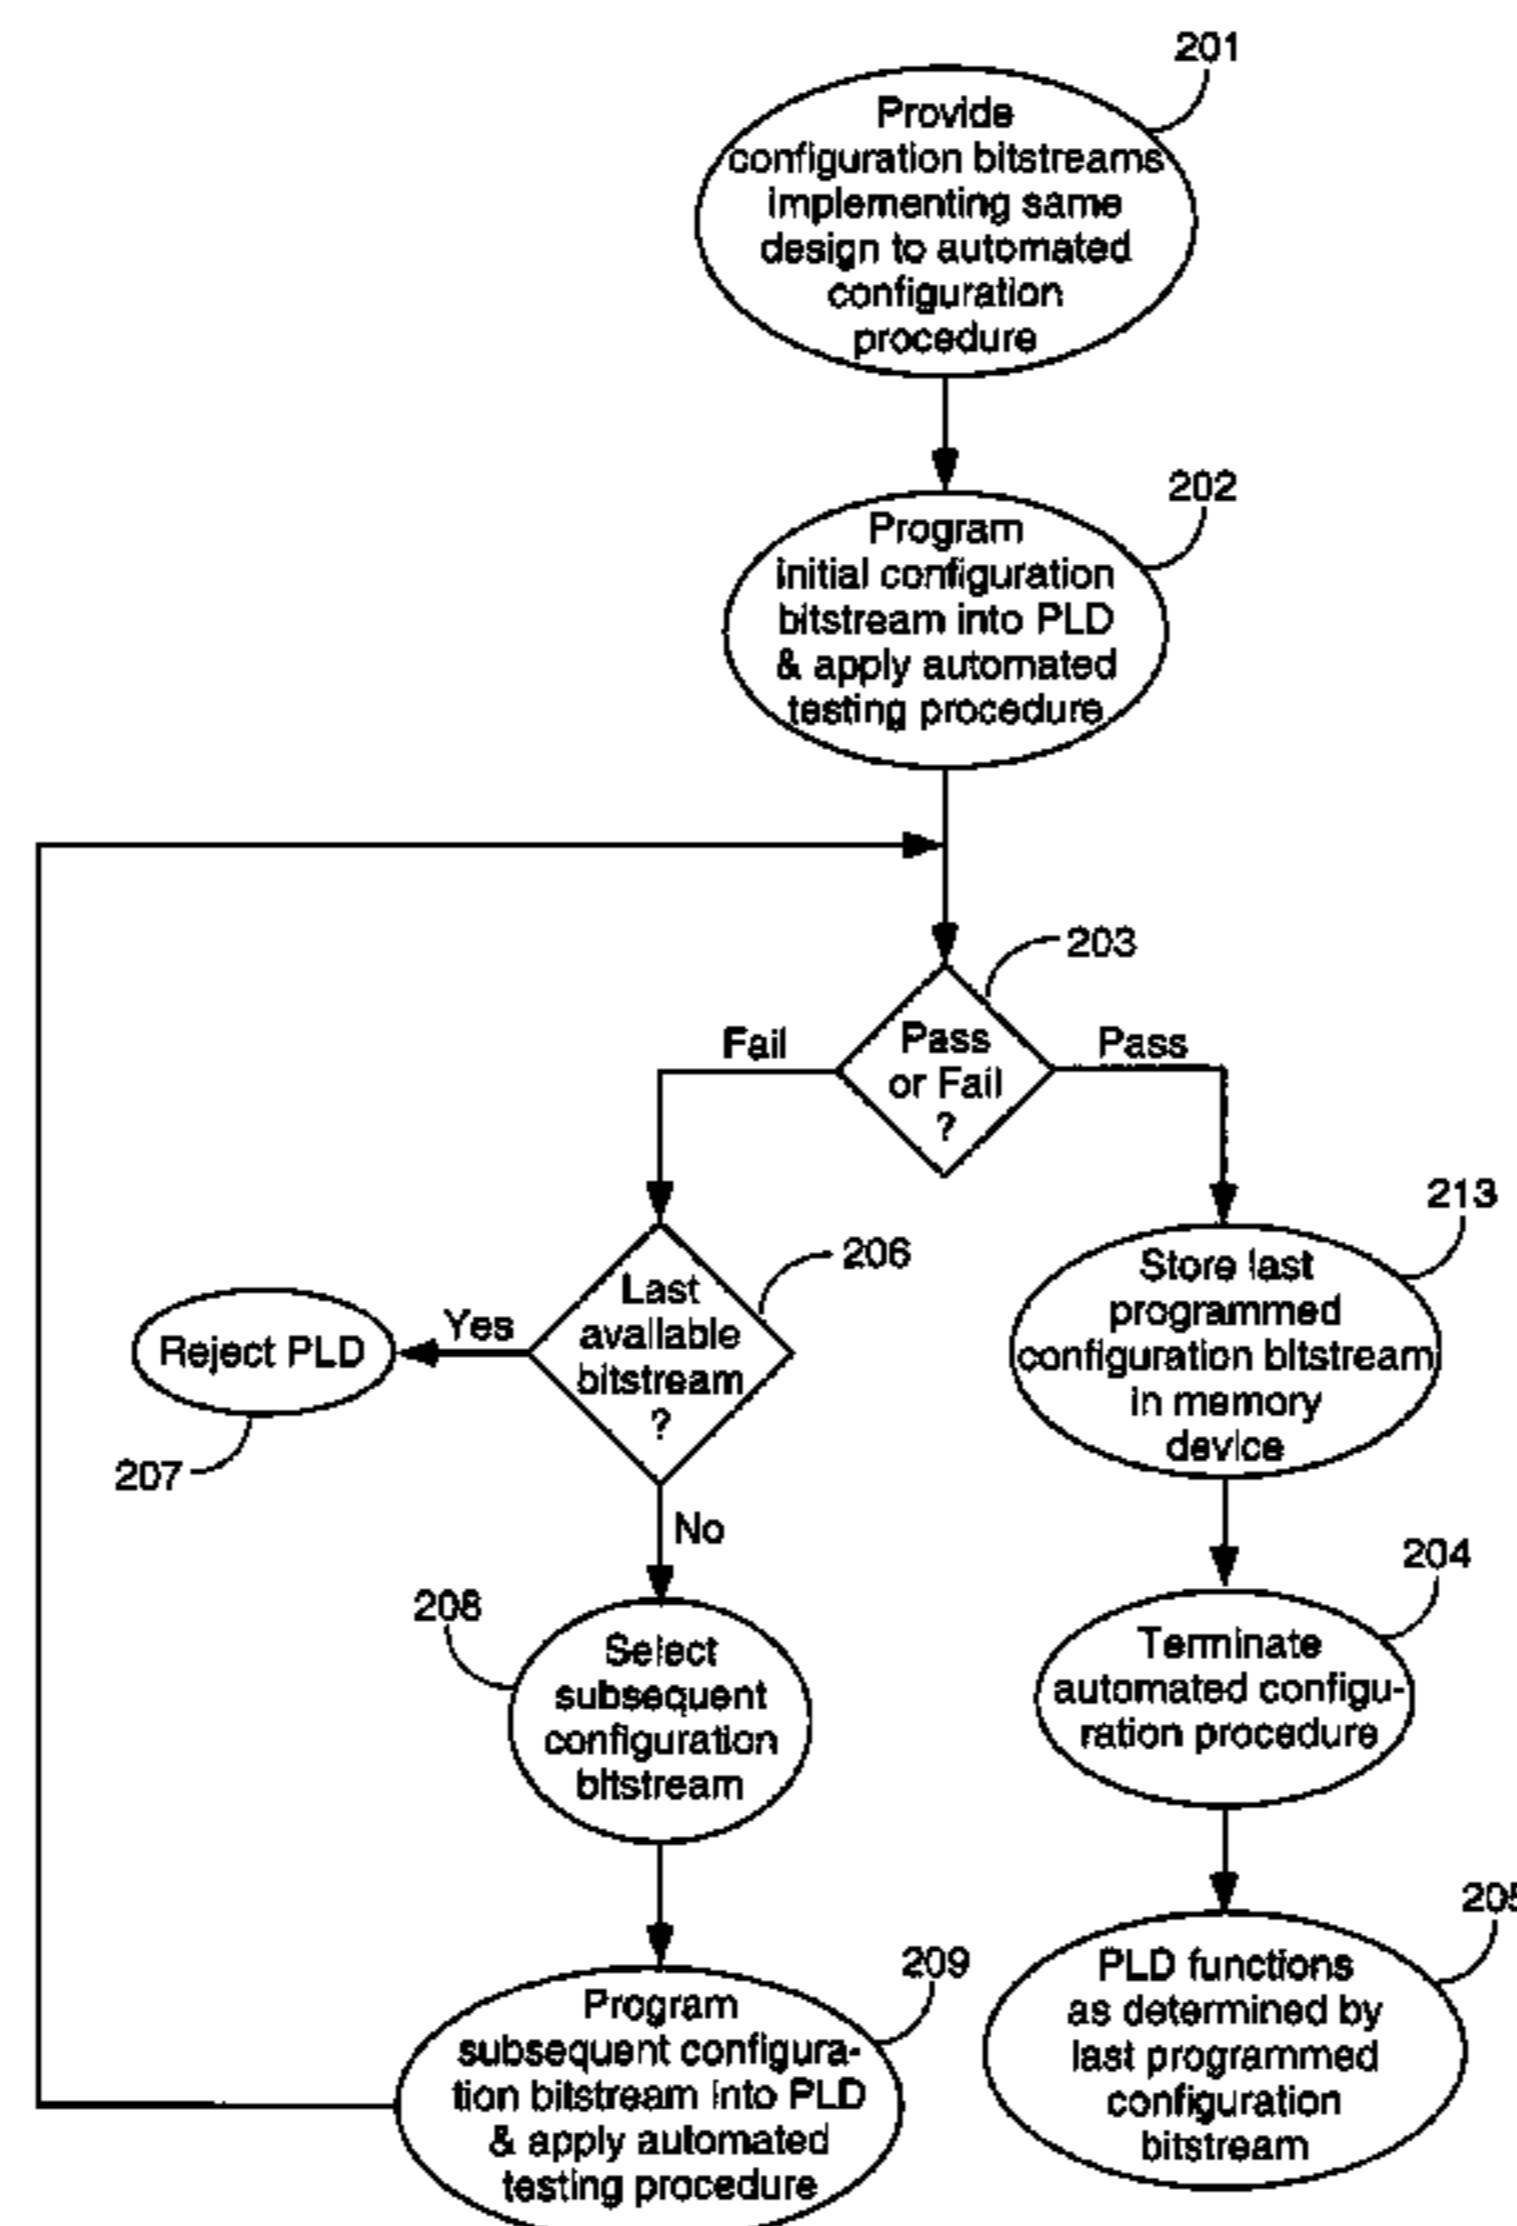 201
Provide
configuration bitstreams
implementing same
design to automated
configuration
procedure
202
Program
initial configuration
bitstream into PLD
& apply automated
testing procedure
203
Pass
or Fail
?
Fail
Pass
213
Store last
programmed
configuration bitstream
in memory
device
206
Last
available
bitstream
?
Yes
Reject PLD
207
No
204
Terminate
automated configu-
ration procedure
208
Select
subsequent
configuration
bitstream
205
PLD functions
as determined by
last programmed
configuration
bitstream
209
Program
subsequent configura-
tion bitstream into PLD
& apply automated
testing procedure